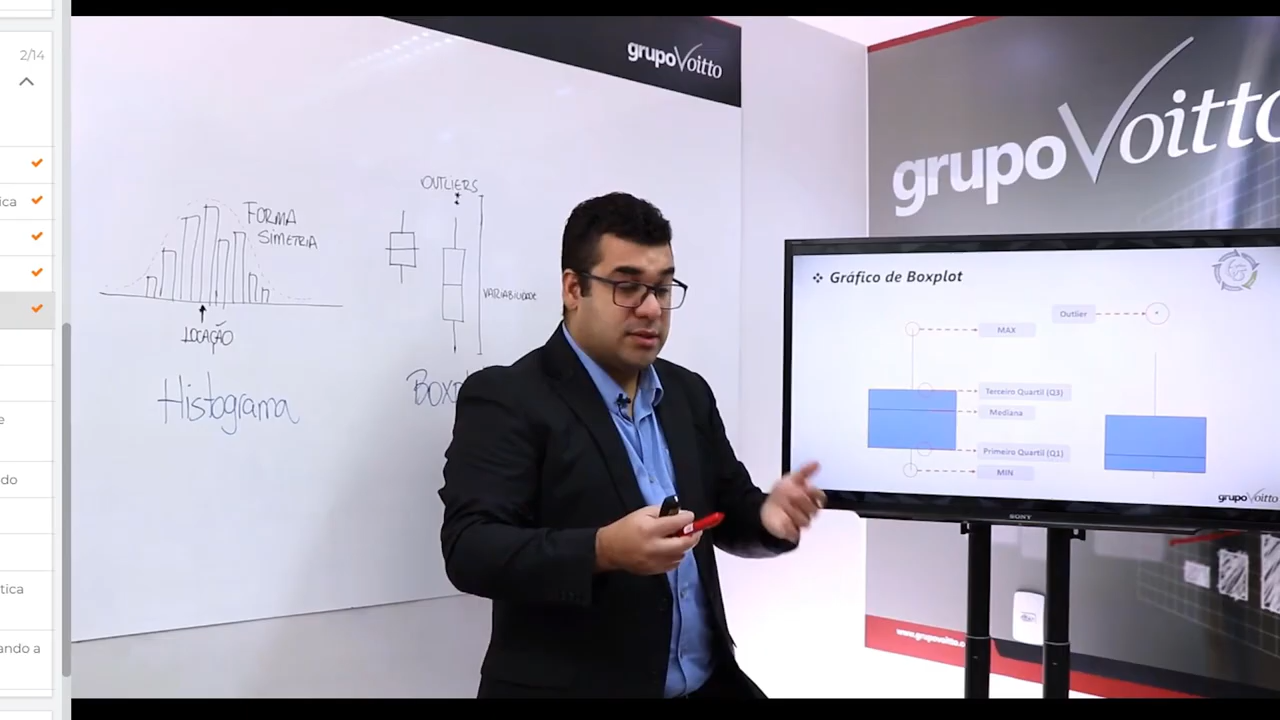 2/14
ica
e
do
tica
ando a
grupoVoitto
FORMA
SIMETRIA
LOCAÇÃO
Histograma
OUTLIERS
VARIABILIDADE
grupoVoitto
Gráfico de Boxplot
MAX
Terceiro Quartil (Q3)
Mediana
Primeiro Quartil (Q1)
MIN
Outlier
grupoVoitto
SONY